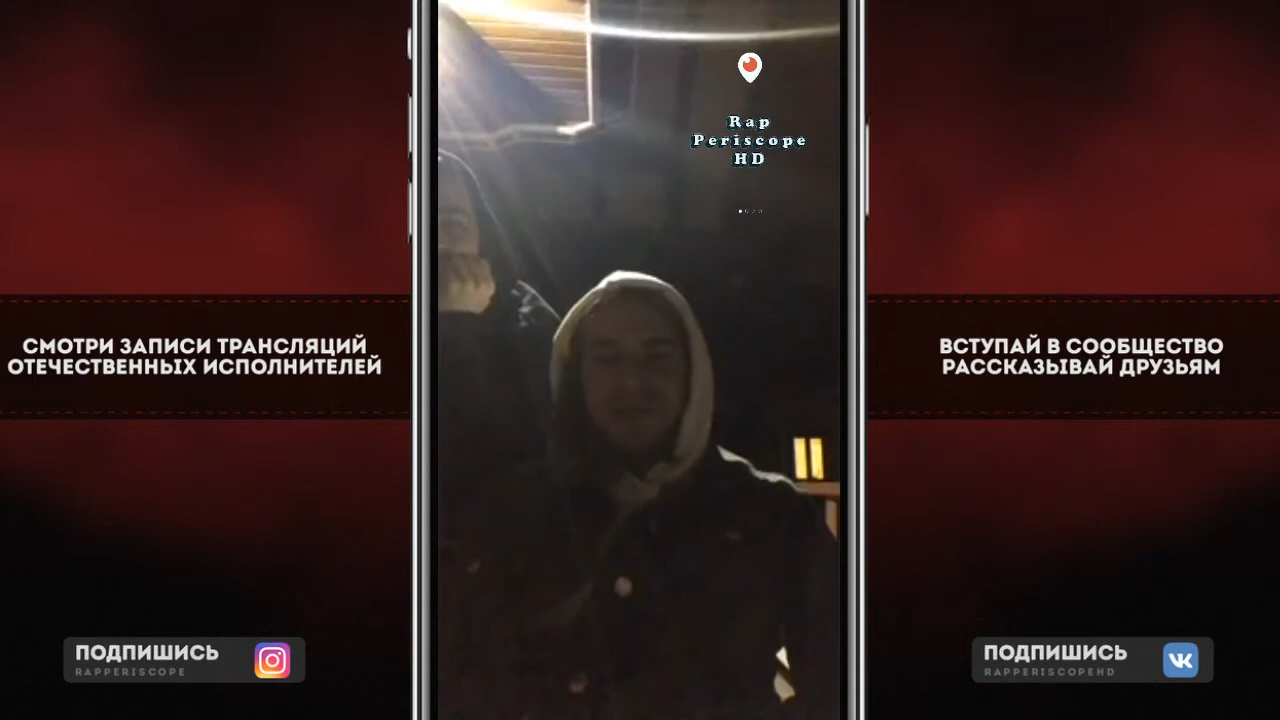 Rap
Periscope
HD
СМОТРИ ЗАПИСИ ТРАНСЛЯЦИЙ
ОТЕЧЕСТВЕННЫХ ИСПОЛНИТЕЛЕЙ
ВСТУПАЙ В СООБЩЕСТВО
РАССКАЗЫВАЙ ДРУЗЬЯМ
ПОДПИШИСЬ
RAPPERISCOPE
ПОДПИШИСЬ
RAPPERISCOPEHD